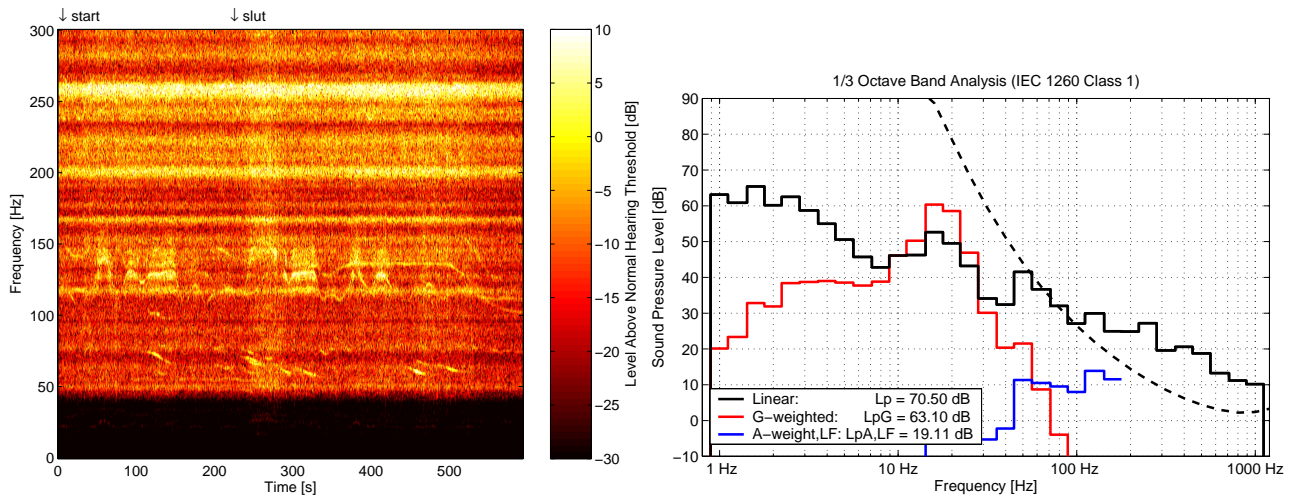 ↓ start
↓ slut
300
250
200
150
100
50
0
Frequency [Hz]
0
100
200
300
400
500
Time [s]
10
5
0
−5
−10
−15
−20
−25
−30
Level Above Normal Hearing Threshold [dB]
1/3 Octave Band Analysis (IEC 1260 Class 1)
90
80
70
60
50
40
30
20
10
0
−10
Sound Pressure Level [dB]
Linear: Lp = 70.50 dB
G−weighted: LpG = 63.10 dB
A−weight,LF: LpA,LF = 19.11 dB
1 Hz
10 Hz
100 Hz
1000 Hz
Frequency [Hz]